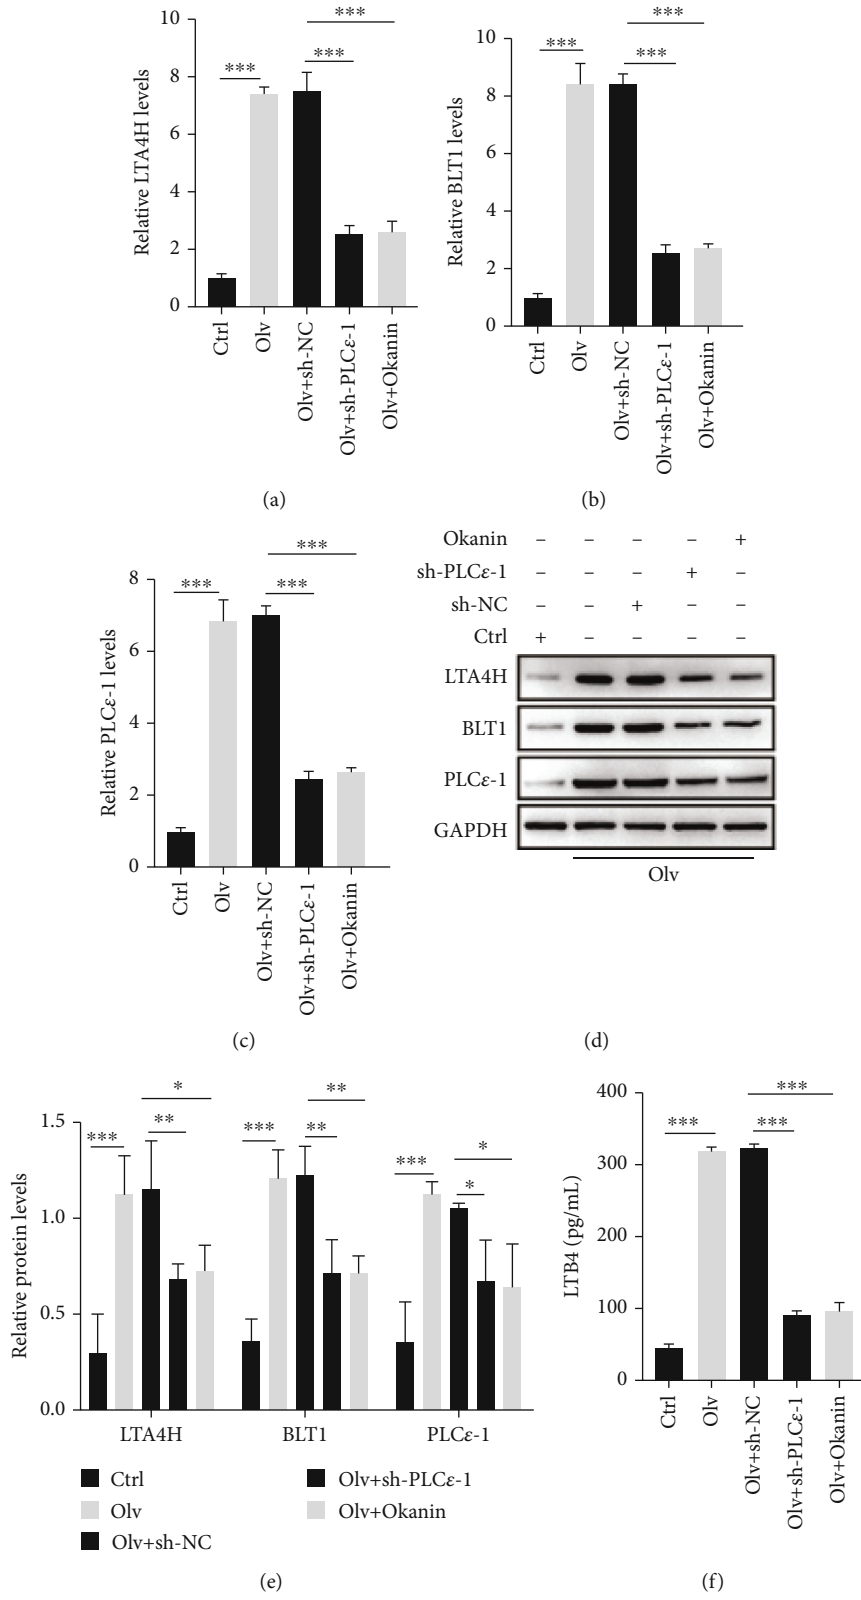 ***
***
***
10
8
6
4
2
0
Relative LTA4H levels
Ctrl
Olv
Olv+sh-NC
Olv+sh-PLCε-1
Olv+Okanin
(a)
***
***
***
10
8
6
4
2
0
Relative BLT1 levels
Ctrl
Olv
Olv+sh-NC
Olv+sh-PLCε-1
Olv+Okanin
(b)
***
***
***
8
6
4
2
0
Relative PLCε-1 levels
Ctrl
Olv
Olv+sh-NC
Olv+sh-PLCε-1
Olv+Okanin
(c)
Okanin – – – – +
sh-PLCε-1 – – – + –
sh-NC – – + – –
Ctrl + – – – –
LTA4H
BLT1
PLCε-1
GAPDH
Olv
(d)
*
**
***
**
**
***
*
*
***
1.5
1.0
0.5
0.0
Relative protein levels
LTA4H BLT1 PLCε-1
Ctrl
Olv
Olv+sh-NC
Olv+sh-PLCε-1
Olv+Okanin
(e)
***
***
***
400
300
200
100
0
LTB4 (pg/mL)
Ctrl
Olv
Olv+sh-NC
Olv+sh-PLCε-1
Olv+Okanin
(f)